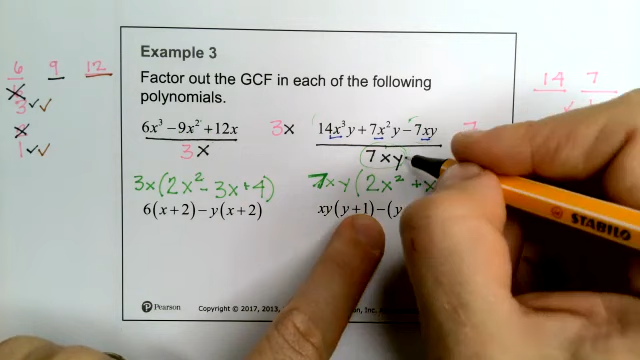 Example 3
Factor out the GCF in each of the following
polynomials.
6x³ − 9x² + 12x
3x
3x
14x³y + 7x²y − 7xy
7xy
7
3x(2x² − 3x + 4)
7xy(2x² + x
6(x + 2) − y(x + 2)
xy(y + 1) − (y
6 9 12
3 ✓✓
1 ✓✓
14 7
Pearson
Copyright © 2017, 2013,
Inc.
STABILO